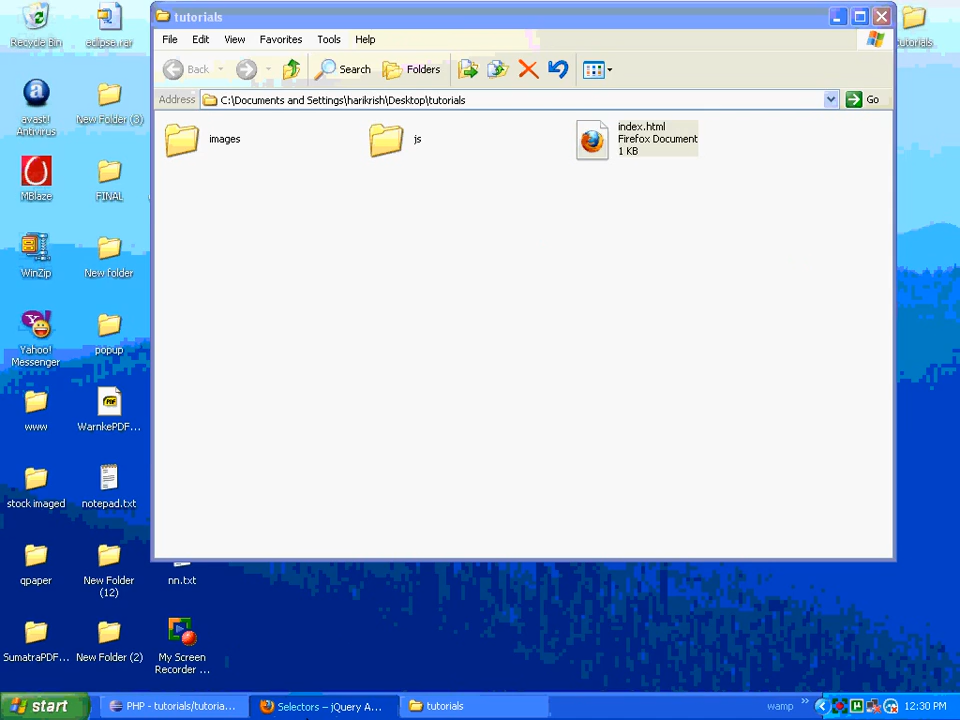 tutorials
File Edit View Favorites Tools Help
Back Search Folders
Address C:\Documents and Settings\harikrish\Desktop\tutorials Go
images
js
index.html
Firefox Document
1 KB
Recycle Bin
eclipse.rar
tutorials
avast!
Antivirus
New Folder (3)
MBlaze
FINAL
WinZip
New folder
Yahoo!
Messenger
popup
www
WarnkePDF...
stock imaged
notepad.txt
qpaper
New Folder
(12)
nn.txt
SumatraPDF...
New Folder (2)
My Screen
Recorder ...
start
PHP - tutorials/tutoria...
Selectors – jQuery A...
tutorials
wamp
12:30 PM